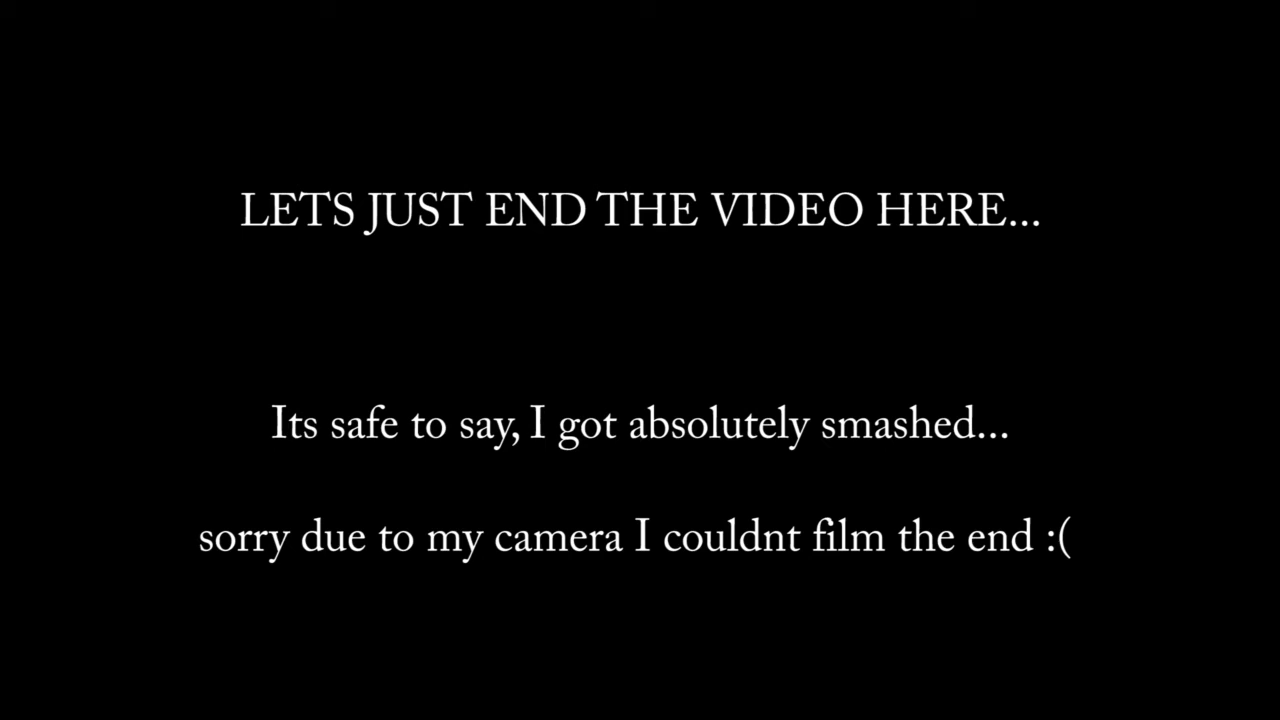 LETS JUST END THE VIDEO HERE...
Its safe to say, I got absolutely smashed...
sorry due to my camera I couldnt film the end :(